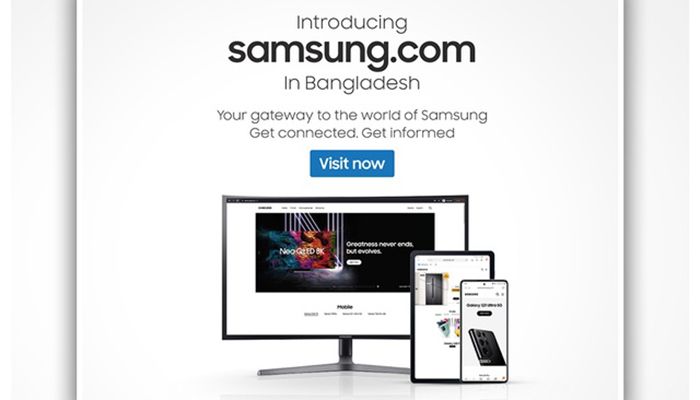 Introducing
samsung.com
In Bangladesh
Your gateway to the world of Samsung
Get connected. Get informed
Visit now
SAMSUNG
Neo QLED 8K
Greatness never ends,
but evolves.
Mobile
SAMSUNG
Galaxy S21 Ultra 5G